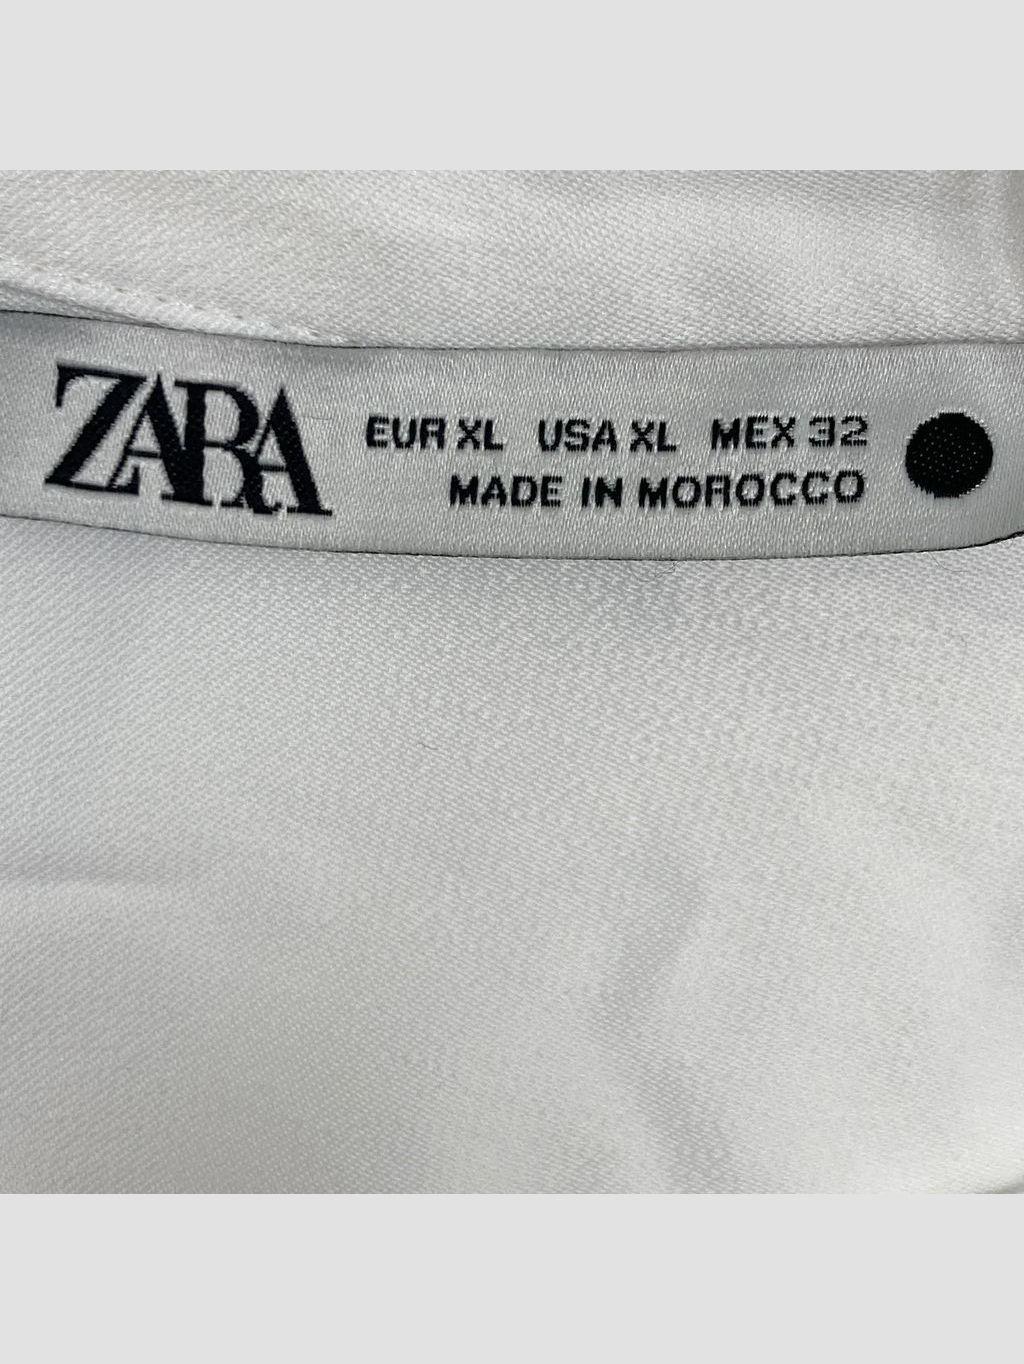 ZARA
EUR XL USA XL MEX 32
MADE IN MOROCCO